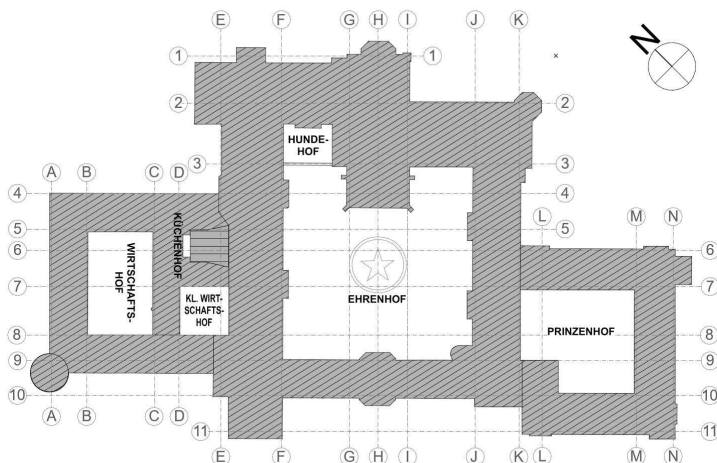 E F G H I J K
N
1 1
2 2
HUNDE-
HOF
3 3
A B C D
4 4
5 5
L M N
6 6
KÜCHENHOF
WIRTSCHAFTS-
HOF
7 7
KL. WIRT-
SCHAFTS-
HOF
EHRENHOF
PRINZENHOF
8 8
9 9
10 10
A B C D
11 11
E F G H I J K L M N